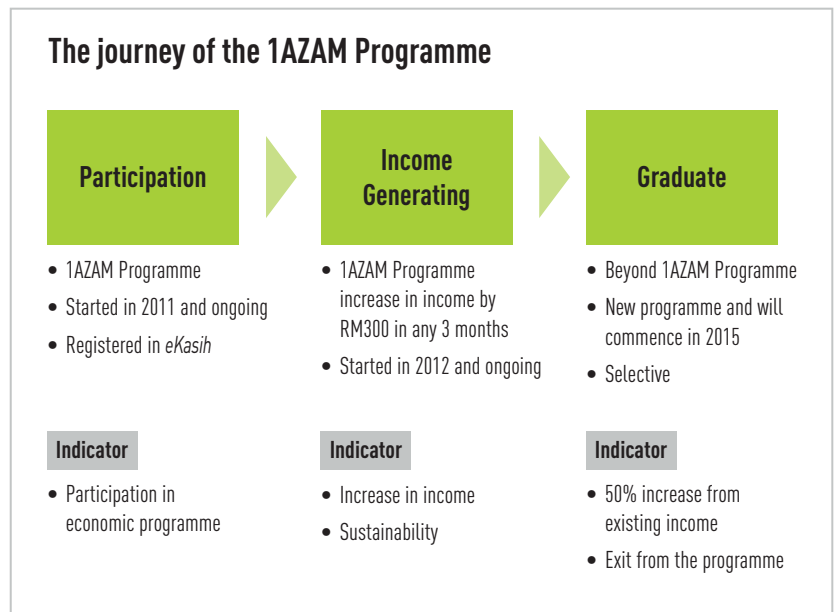 The journey of the 1AZAM Programme
Participation
• 1AZAM Programme
• Started in 2011 and ongoing
• Registered in eKasih
Indicator
• Participation in
economic programme
Income
Generating
• 1AZAM Programme
increase in income by
RM300 in any 3 months
• Started in 2012 and ongoing
Indicator
• Increase in income
• Sustainability
Graduate
• Beyond 1AZAM Programme
• New programme and will
commence in 2015
• Selective
Indicator
• 50% increase from
existing income
• Exit from the programme